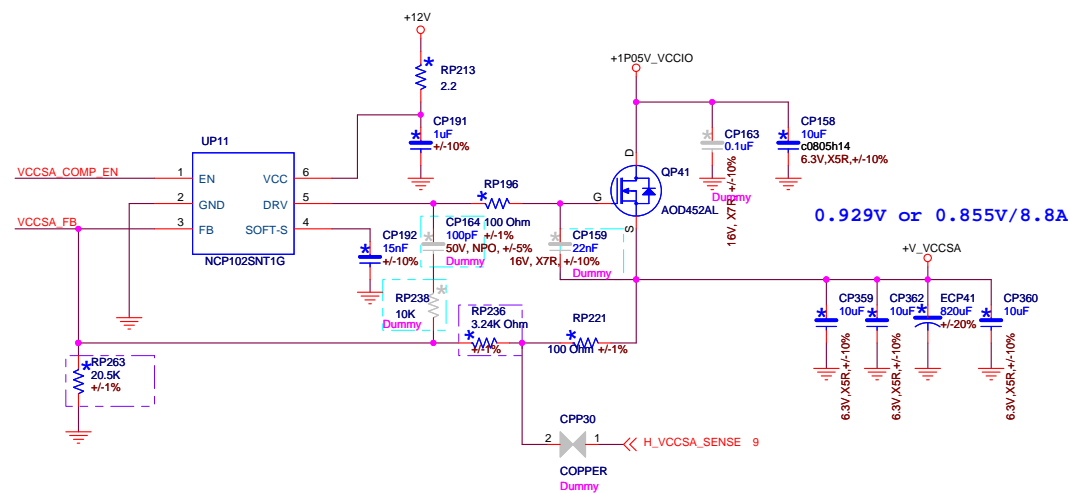 +12V
RP213
2.2
CP191
1uF
+/-10%
UP11
VCCSA_COMP_EN
1
EN
VCC
6
2
GND
DRV
5
VCCSA_FB
3
FB
SOFT-S
4
NCP102SNT1G
CP192
15nF
+/-10%
RP196
100 Ohm
+/-1%
CP164
100pF
50V, NPO, +/-5%
Dummy
CP159
22nF
16V, X7R, +/-10%
Dummy
+1P05V_VCCIO
CP163
0.1uF
16V, X7R, +/-10%
Dummy
CP158
10uF
c0805h14
6.3V,X5R,+/-10%
D
G
S
QP41
AOD452AL
0.929V or 0.855V/8.8A
+V_VCCSA
RP238
10K
Dummy
RP236
3.24K Ohm
+/-1%
RP221
100 Ohm
+/-1%
CP359
10uF
6.3V,X5R,+/-10%
CP362
10uF
6.3V,X5R,+/-10%
ECP41
820uF
+/-20%
CP360
10uF
6.3V,X5R,+/-10%
RP263
20.5K
+/-1%
CPP30
2
1
H_VCCSA_SENSE 9
COPPER
Dummy